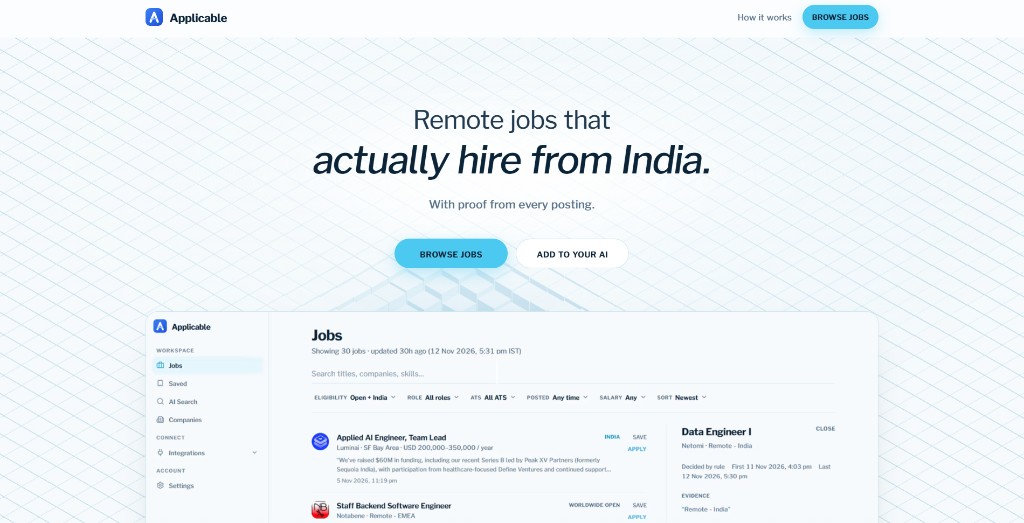 Applicable
How it works
BROWSE JOBS
Remote jobs that
actually hire from India.
With proof from every posting.
BROWSE JOBS
ADD TO YOUR AI
Applicable
WORKSPACE
Jobs
Saved
AI Search
Companies
CONNECT
Integrations
ACCOUNT
Settings
Jobs
Showing 30 jobs · updated 30h ago (12 Nov 2026, 5:31 pm IST)
Search titles, companies, skills...
ELIGIBILITY Open + India ROLE All roles ATS All ATS POSTED Any time SALARY Any SORT Newest
Applied AI Engineer, Team Lead
INDIA SAVE
Luminai · SF Bay Area · USD 200,000–350,000 / year
APPLY
"We've raised $60M in funding, including our recent Series B led by Peak XV Partners (formerly
Sequoia India), with participation from healthcare-focused Define Ventures and continued support...
5 Nov 2026, 11:19 pm
Staff Backend Software Engineer
WORLDWIDE OPEN SAVE
Notabene · Remote - EMEA
APPLY
Data Engineer I
CLOSE
Netomi · Remote - India
Decided by rule First 11 Nov 2026, 4:03 pm Last
12 Nov 2026, 5:30 pm
EVIDENCE
"Remote - India"